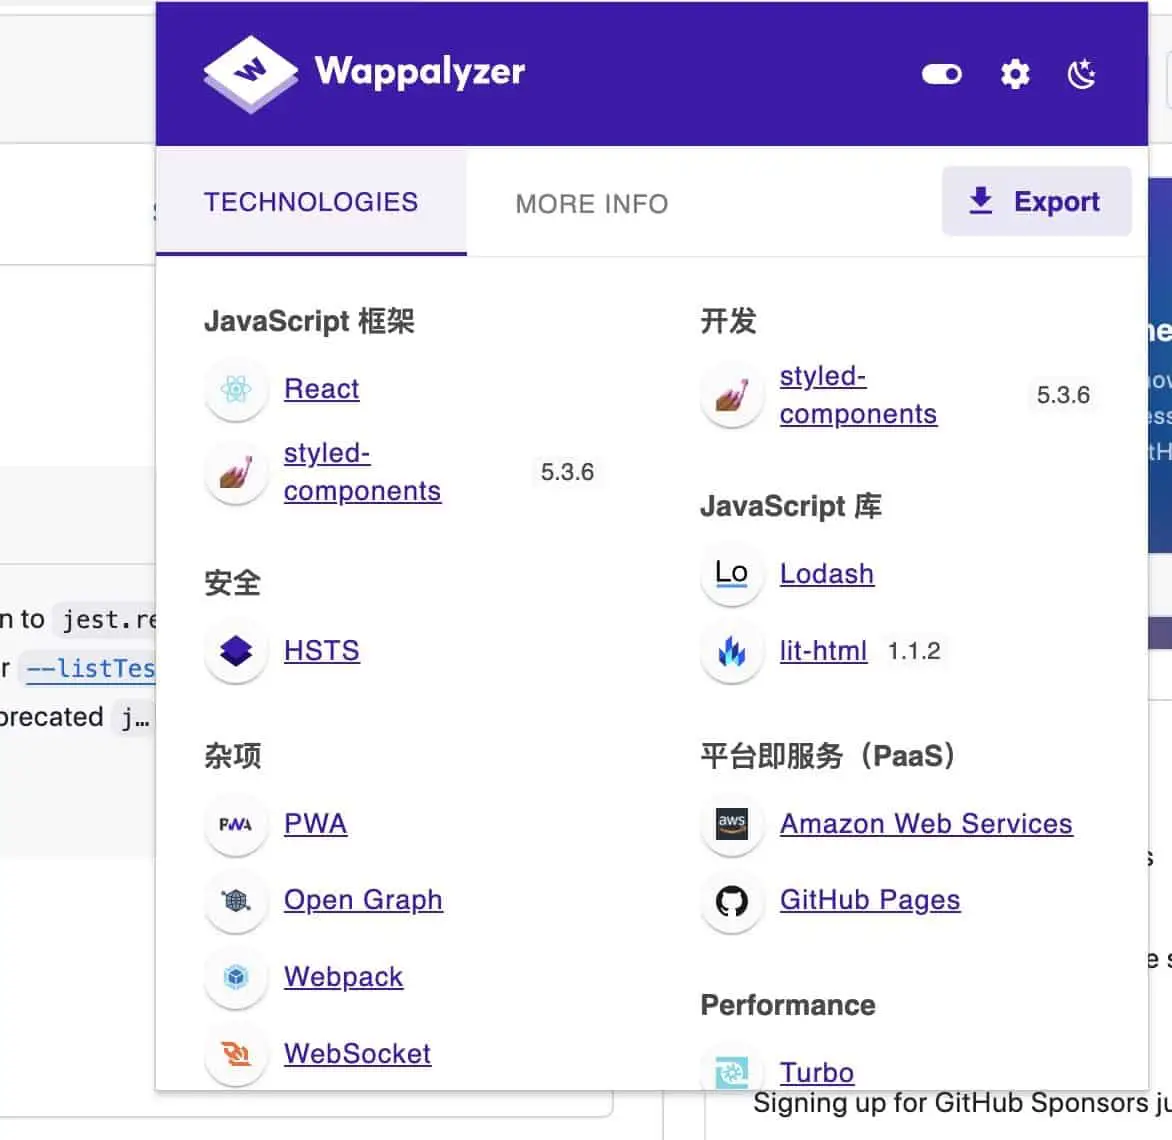 Wappalyzer
TECHNOLOGIES
MORE INFO
Export
JavaScript 框架
React
styled-
components
5.3.6
安全
HSTS
杂项
PWA
PWA
Open Graph
Webpack
WebSocket
开发
styled-
components
5.3.6
JavaScript 库
Lo
Lodash
lit-html 1.1.2
平台即服务（PaaS）
aws
Amazon Web Services
GitHub Pages
Performance
Turbo
n to jest.re
r --listTes
precated j…
Signing up for GitHub Sponsors ju